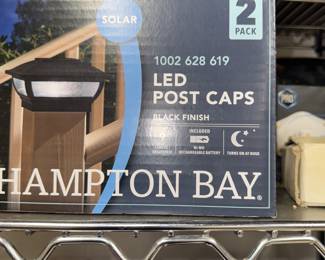 SOLAR
2
PACK
1002 628 619
LED
POST CAPS
BLACK FINISH
INCLUDED
NI-MH
RECHARGEABLE BATTERY
TURNS ON AT DUSK
HAMPTON BAY®
PRO